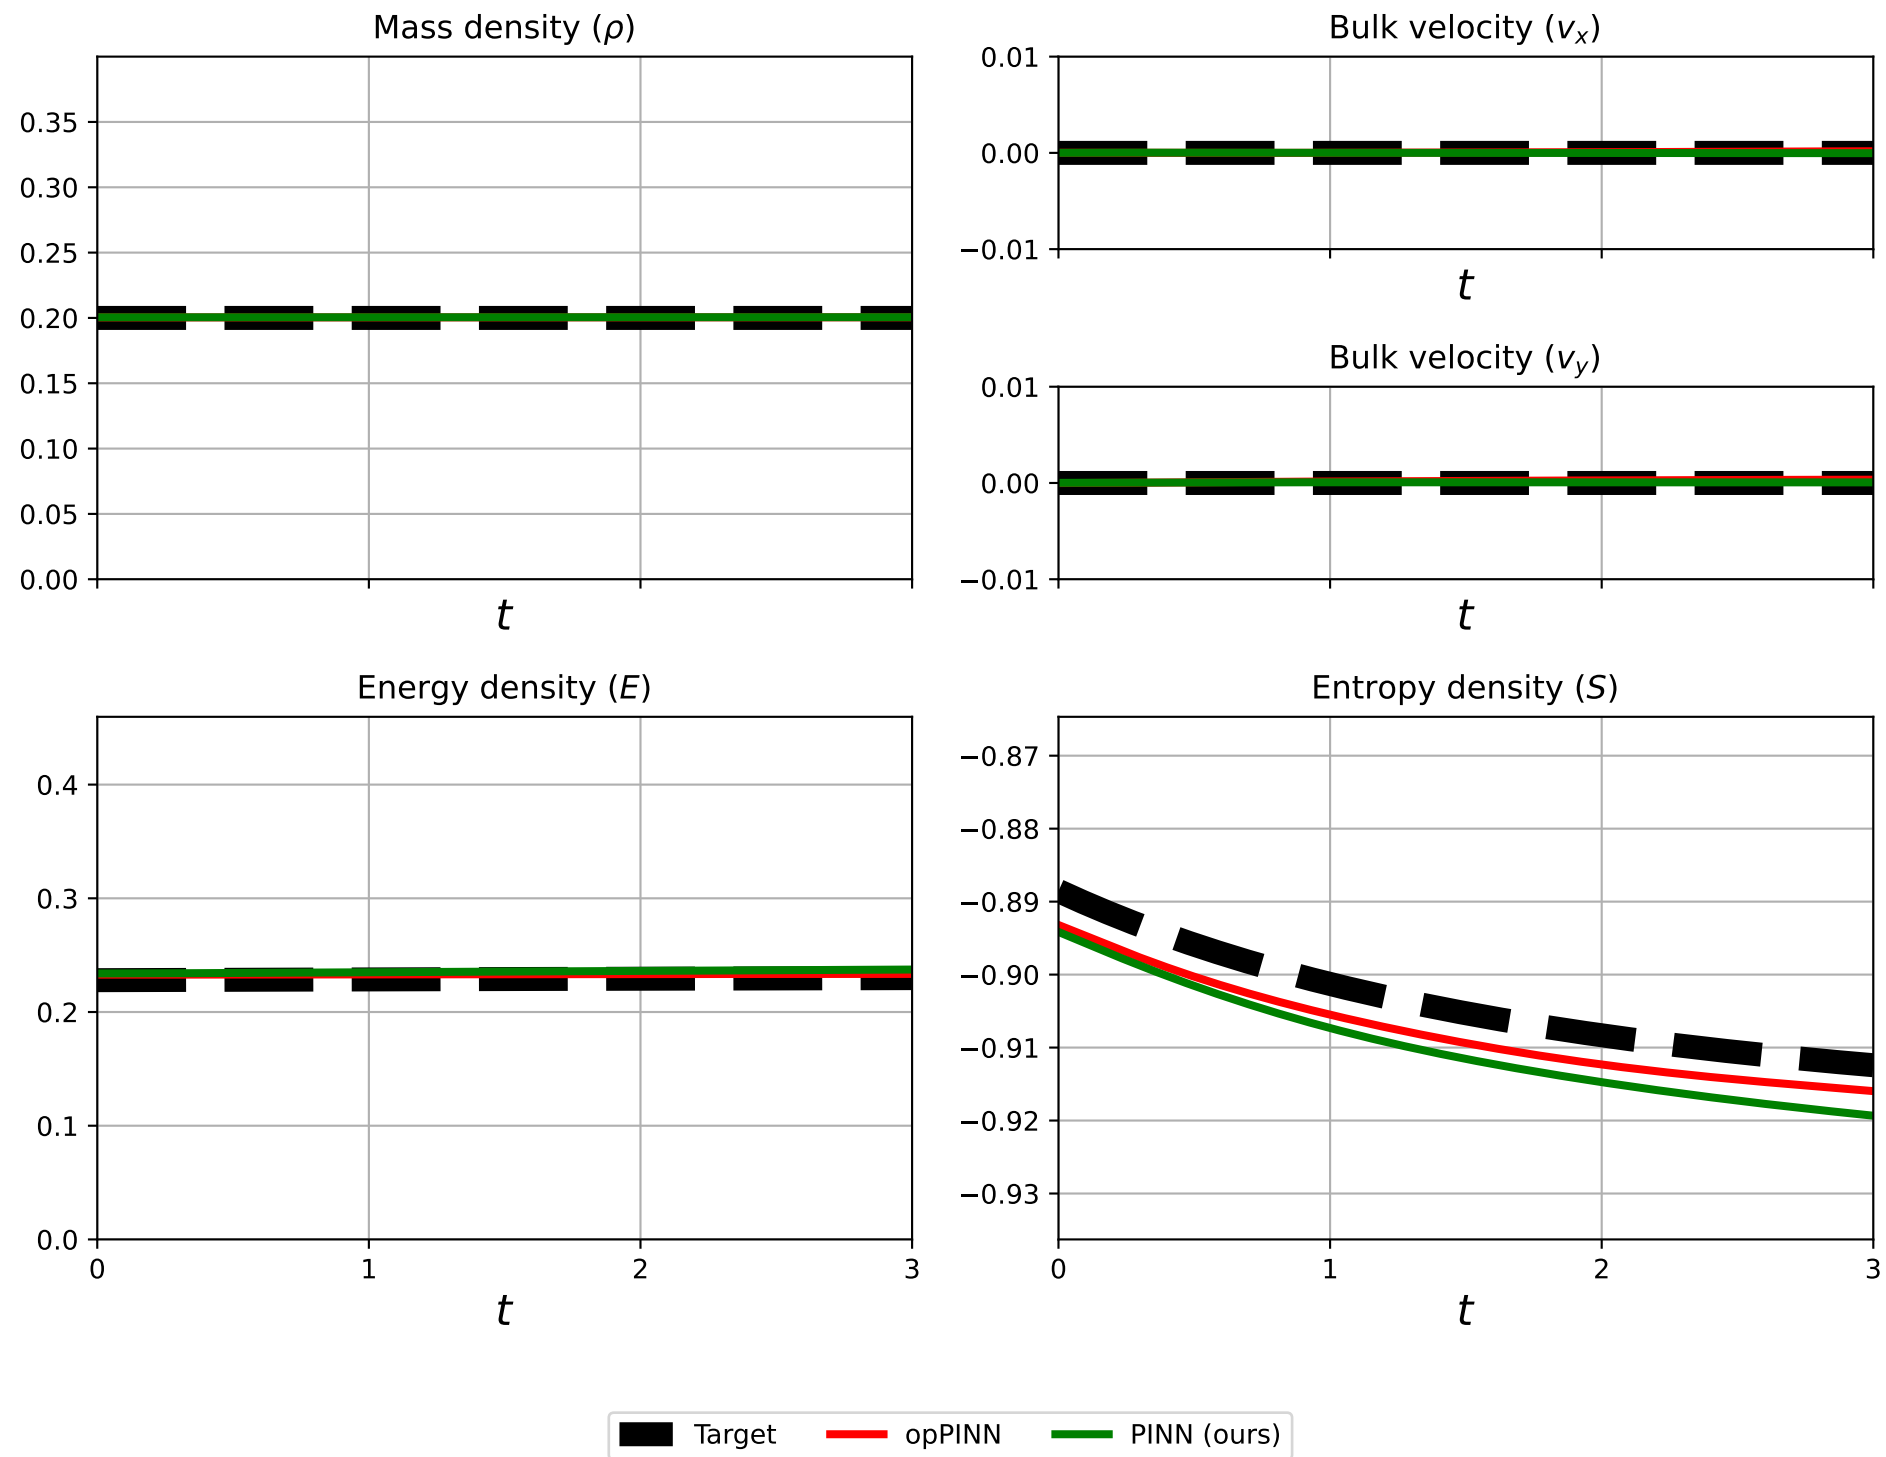 Mass density (ρ)
0.35
0.30
0.25
0.20
0.15
0.10
0.05
0.00
t
Bulk velocity (vₓ)
0.01
0.00
−0.01
t
Bulk velocity (v_y)
0.01
0.00
−0.01
t
Energy density (E)
0.4
0.3
0.2
0.1
0.0
0 1 2 3
t
Entropy density (S)
−0.87
−0.88
−0.89
−0.90
−0.91
−0.92
−0.93
0 1 2 3
t
Target opPINN PINN (ours)